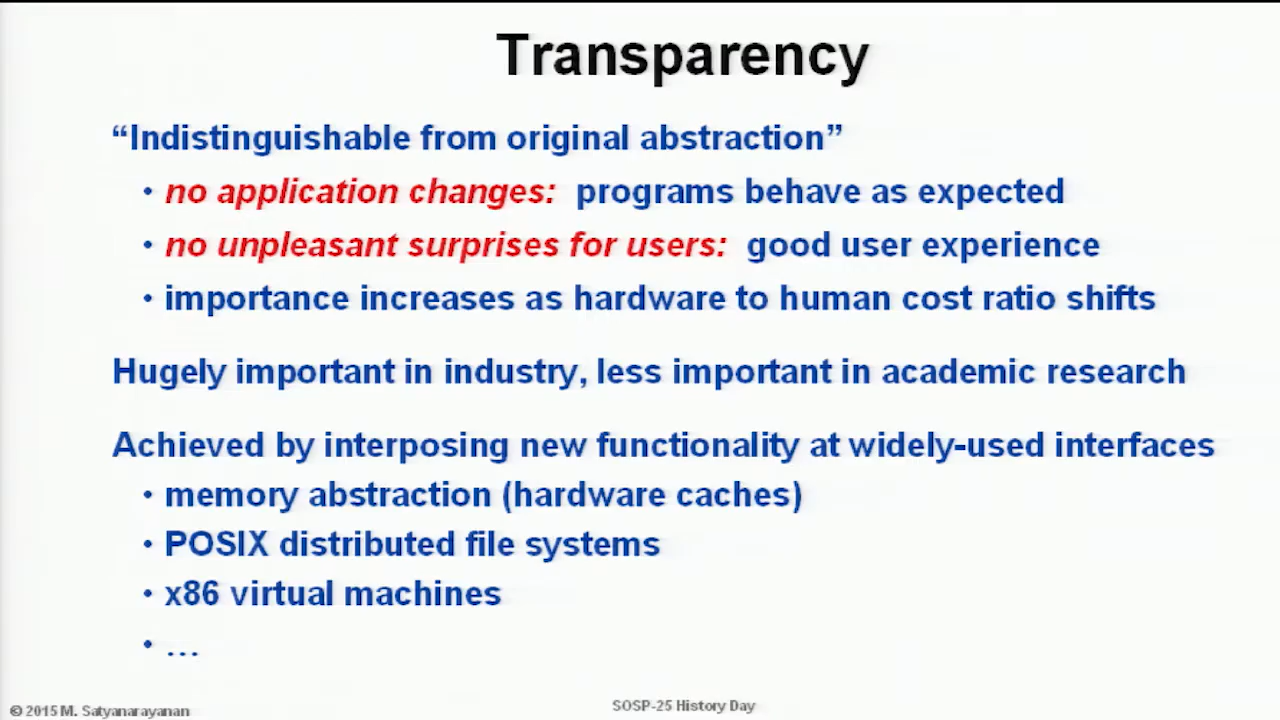 Transparency
“Indistinguishable from original abstraction”
• no application changes: programs behave as expected
• no unpleasant surprises for users: good user experience
• importance increases as hardware to human cost ratio shifts
Hugely important in industry, less important in academic research
Achieved by interposing new functionality at widely-used interfaces
• memory abstraction (hardware caches)
• POSIX distributed file systems
• x86 virtual machines
• …
© 2015 M. Satyanarayanan
SOSP-25 History Day